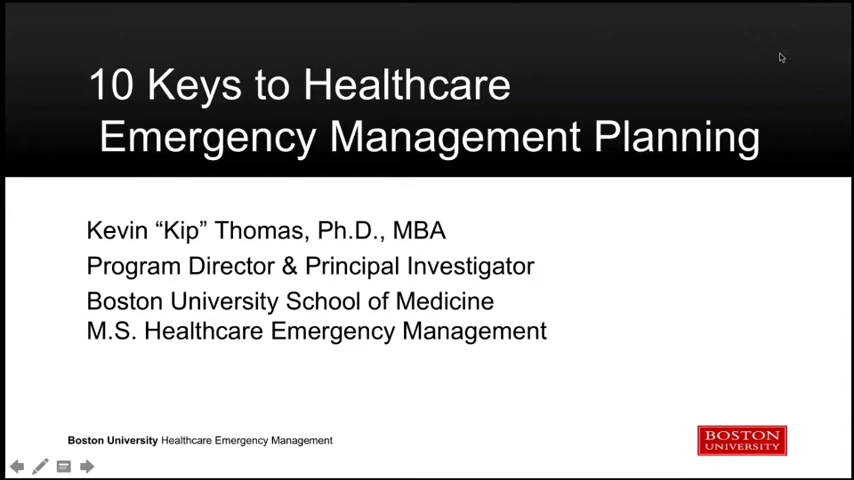 10 Keys to Healthcare
Emergency Management Planning
Kevin “Kip” Thomas, Ph.D., MBA
Program Director & Principal Investigator
Boston University School of Medicine
M.S. Healthcare Emergency Management
Boston University Healthcare Emergency Management
BOSTON
UNIVERSITY